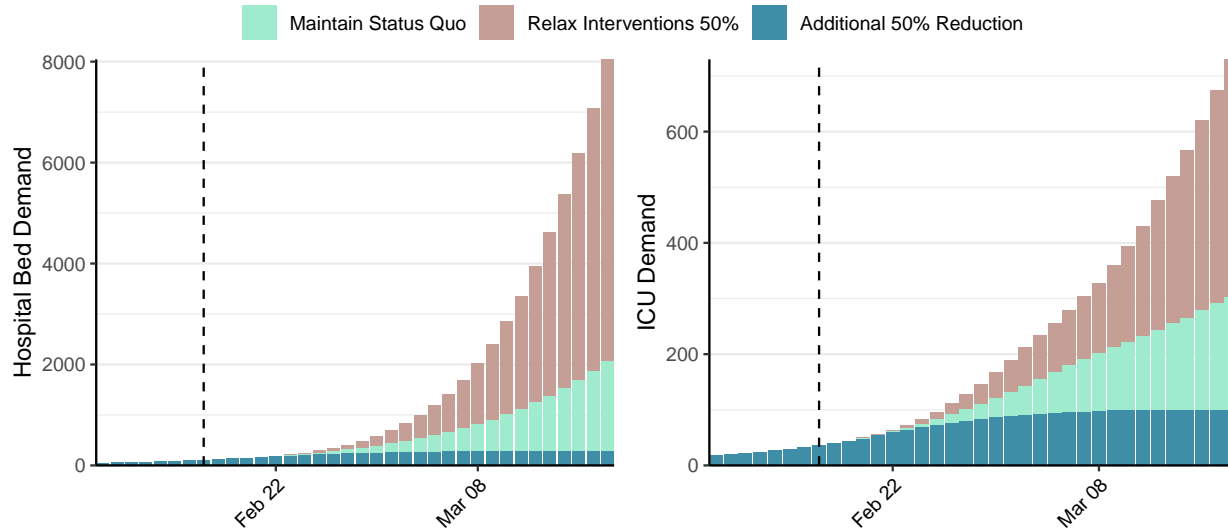 Maintain Status Quo Relax Interventions 50% Additional 50% Reduction
Hospital Bed Demand
8000
6000
4000
2000
0
Feb 22
Mar 08
ICU Demand
600
400
200
0
Feb 22
Mar 08